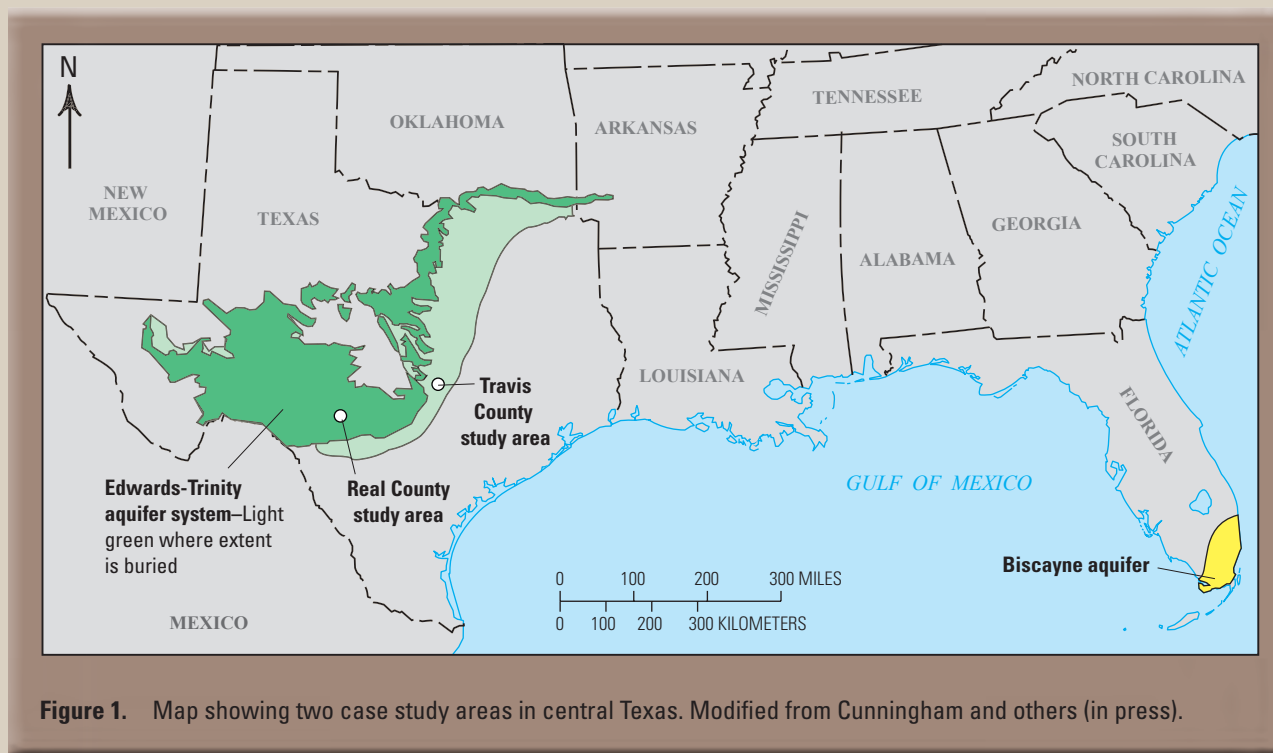 N
NORTH CAROLINA
TENNESSEE
OKLAHOMA
ARKANSAS
SOUTH
CAROLINA
NEW
MEXICO
TEXAS
MISSISSIPPI
ALABAMA
GEORGIA
ATLANTIC OCEAN
LOUISIANA
Travis
County
study area
FLORIDA
Edwards-Trinity
aquifer system–Light
green where extent
is buried
Real County
study area
GULF OF MEXICO
Biscayne aquifer
0 100 200 300 MILES
0 100 200 300 KILOMETERS
MEXICO
Figure 1. Map showing two case study areas in central Texas. Modified from Cunningham and others (in press).